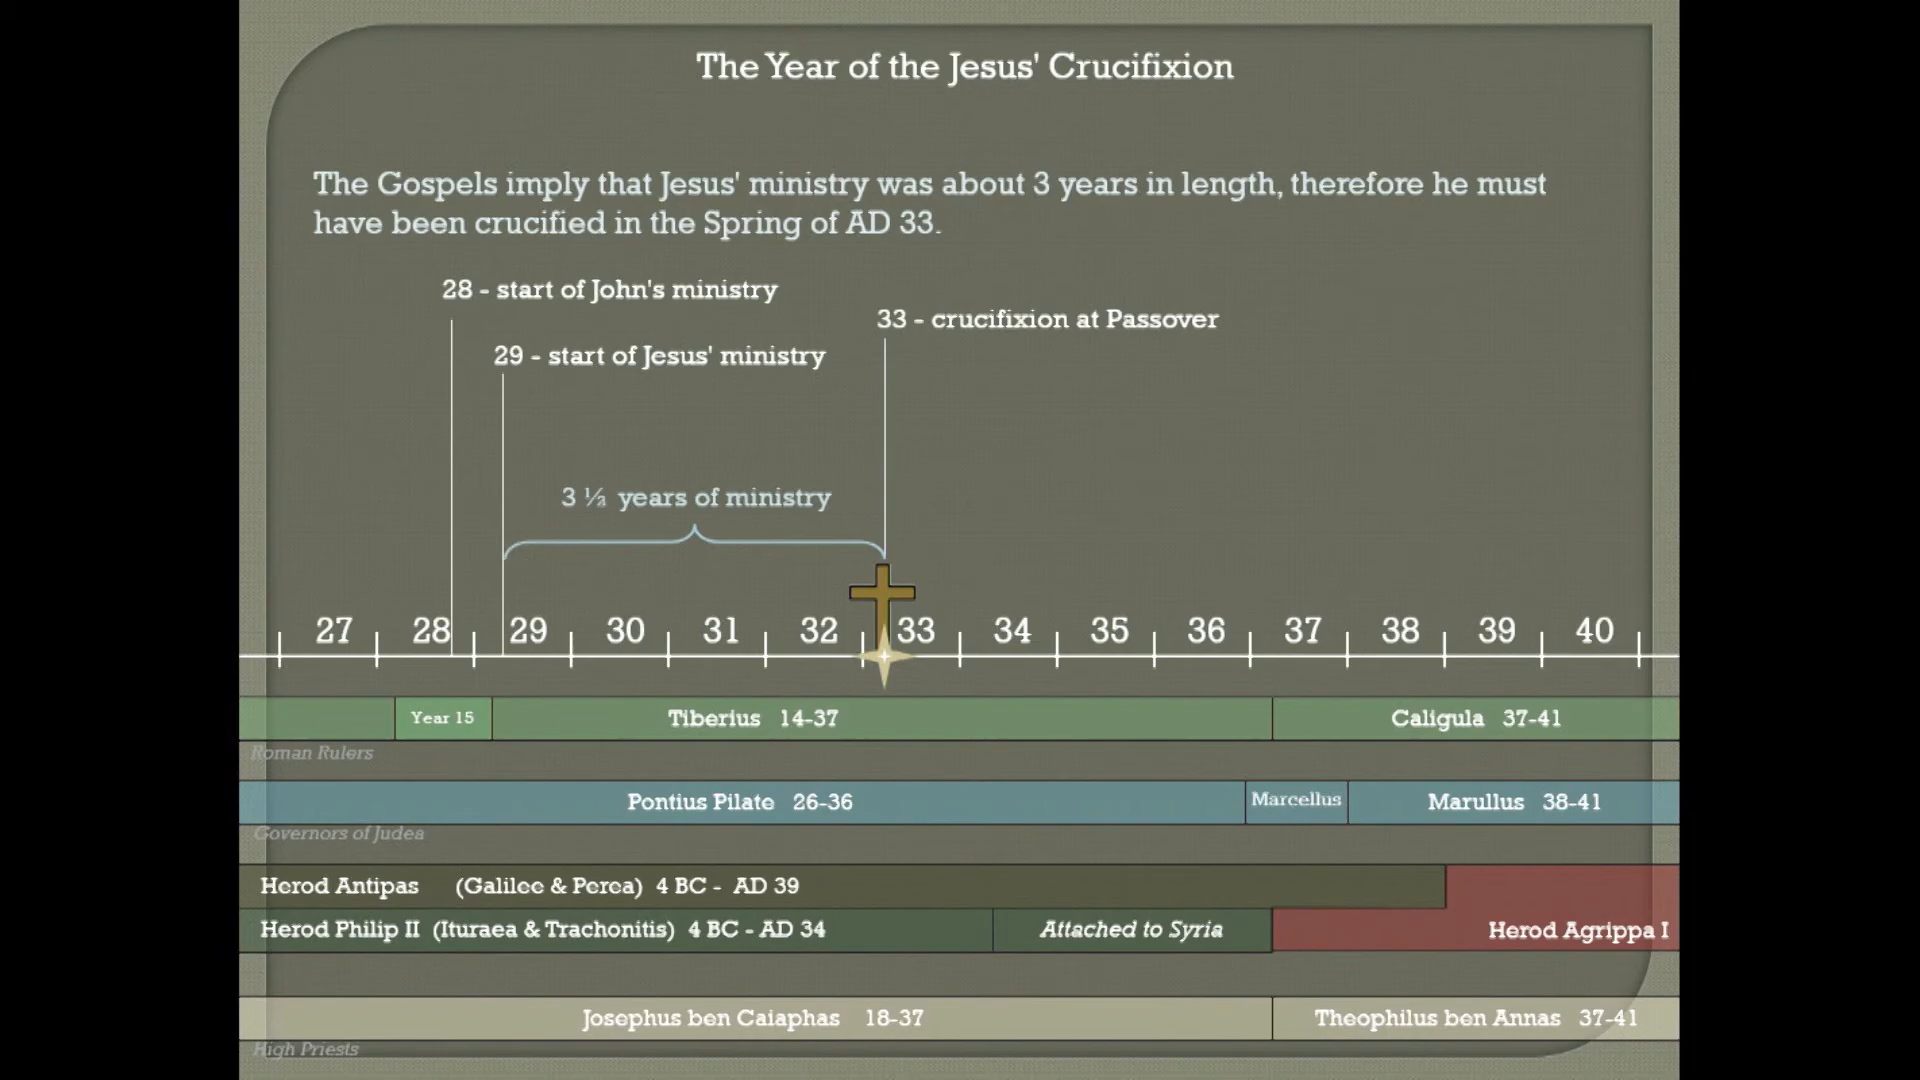 The Year of the Jesus' Crucifixion
The Gospels imply that Jesus' ministry was about 3 years in length, therefore he must
have been crucified in the Spring of AD 33.
28 - start of John's ministry
33 - crucifixion at Passover
29 - start of Jesus' ministry
3 ½ years of ministry
27 28 29 30 31 32 33 34 35 36 37 38 39 40
Year 15 Tiberius 14-37 Caligula 37-41
Roman Rulers
Pontius Pilate 26-36 Marcellus Marullus 38-41
Governors of Judea
Herod Antipas (Galilee & Perea) 4 BC - AD 39
Herod Philip II (Ituraea & Trachonitis) 4 BC - AD 34 Attached to Syria Herod Agrippa I
Josephus ben Caiaphas 18-37 Theophilus ben Annas 37-41
High Priests